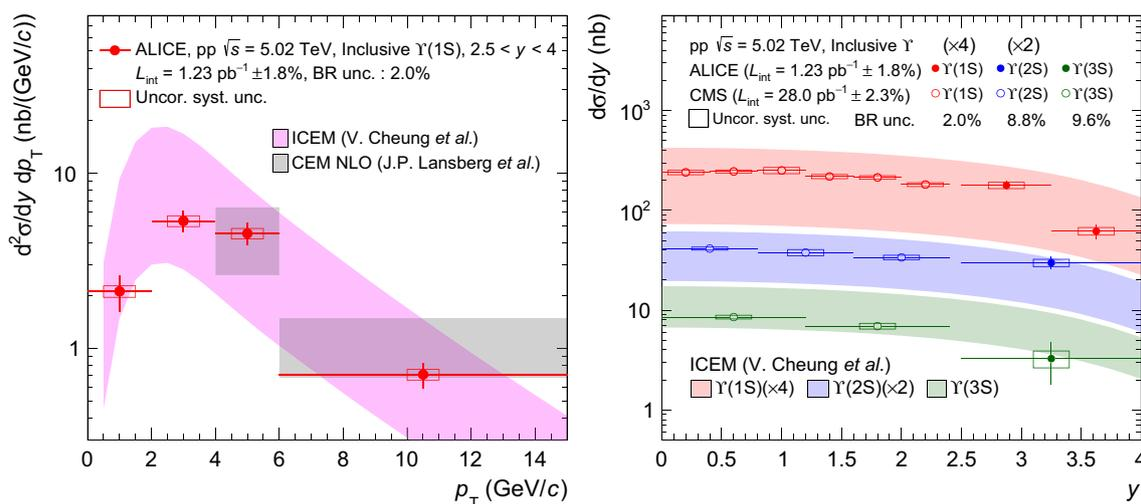 ALICE, pp √s = 5.02 TeV, Inclusive ϒ(1S), 2.5 < y < 4
L_int = 1.23 pb⁻¹ ±1.8%, BR unc. : 2.0%
Uncor. syst. unc.
ICEM (V. Cheung et al.)
CEM NLO (J.P. Lansberg et al.)
d²σ/dy dp_T (nb/(GeV/c))
10
1
0 2 4 6 8 10 12 14
p_T (GeV/c)
pp √s = 5.02 TeV, Inclusive ϒ (×4) (×2)
ALICE (L_int = 1.23 pb⁻¹ ± 1.8%) ϒ(1S) ϒ(2S) ϒ(3S)
CMS (L_int = 28.0 pb⁻¹ ± 2.3%) ϒ(1S) ϒ(2S) ϒ(3S)
Uncor. syst. unc. BR unc. 2.0% 8.8% 9.6%
dσ/dy (nb)
10³
10²
10
1
ICEM (V. Cheung et al.)
ϒ(1S)(×4) ϒ(2S)(×2) ϒ(3S)
0 0.5 1 1.5 2 2.5 3 3.5 4
y